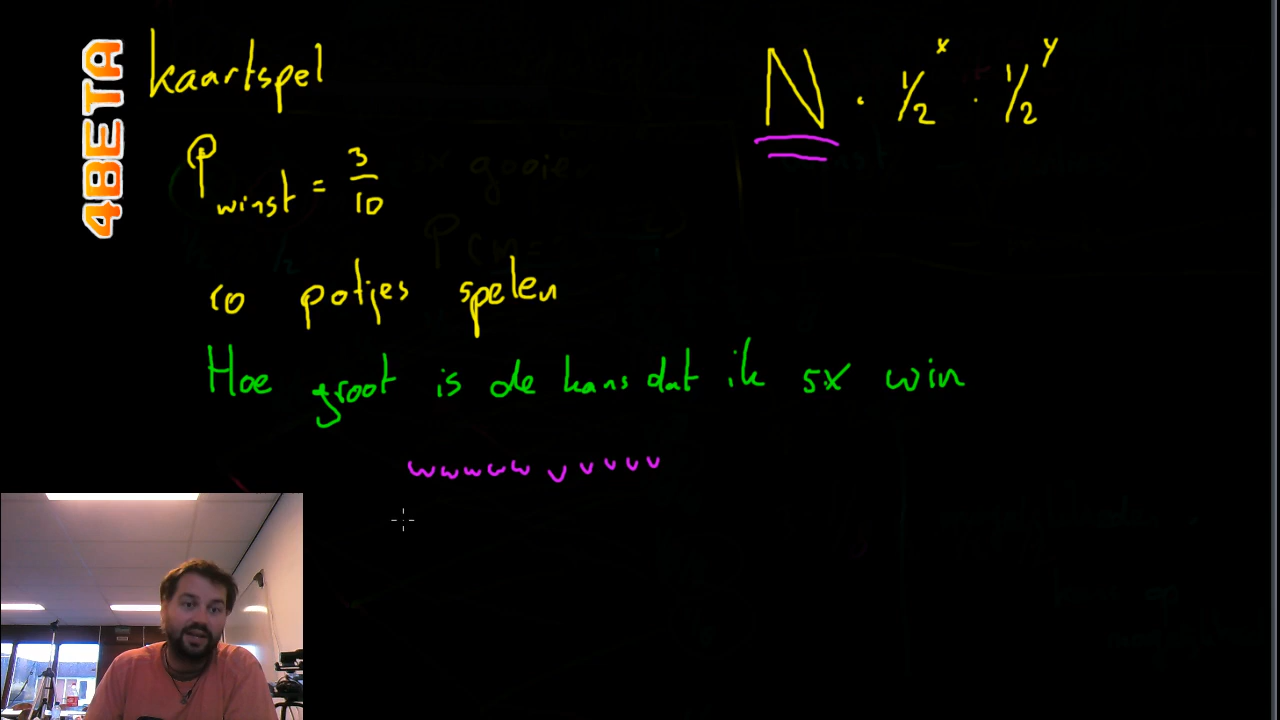 4BETA
kaartspel
N · 1/2^x · 1/2^y
P winst = 3/10
10 potjes spelen
Hoe groot is de kans dat ik 5x win
wwwww vvvvv